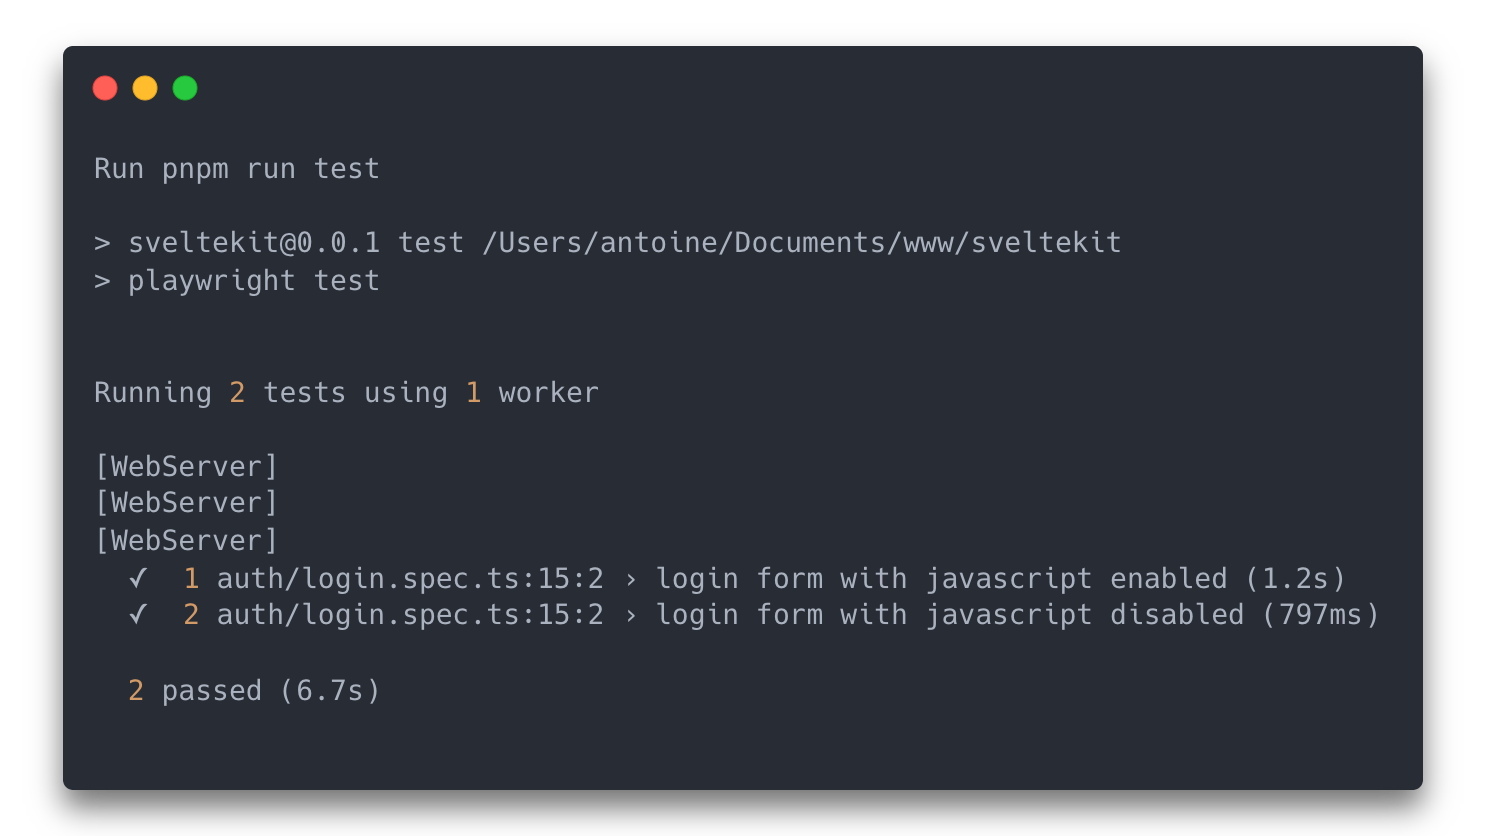 Run pnpm run test
> sveltekit@0.0.1 test /Users/antoine/Documents/www/sveltekit
> playwright test
Running 2 tests using 1 worker
[WebServer]
[WebServer]
[WebServer]
✓ 1 auth/login.spec.ts:15:2 › login form with javascript enabled (1.2s)
✓ 2 auth/login.spec.ts:15:2 › login form with javascript disabled (797ms)
2 passed (6.7s)